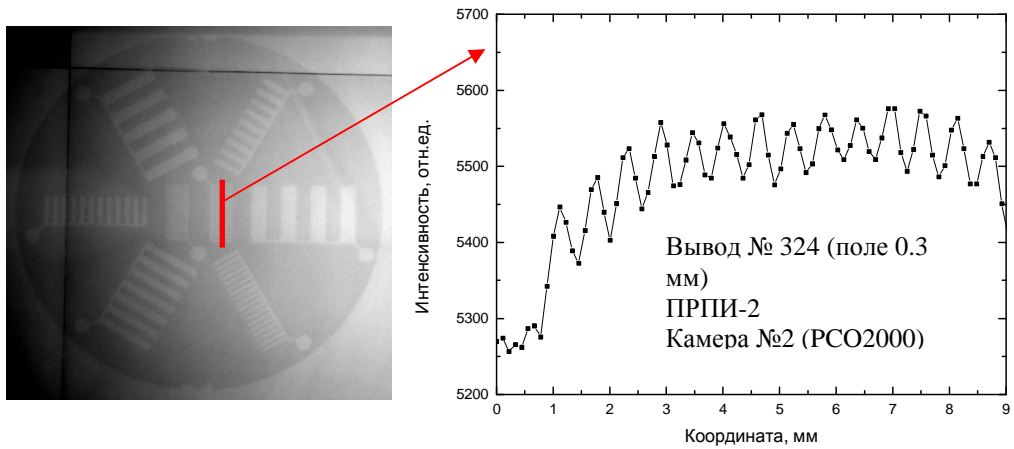 5700
5600
5500
5400
5300
5200
Интенсивность, отн.ед.
Вывод № 324 (поле 0.3
мм)
ПРПИ-2
Камера №2 (PCO2000)
0 1 2 3 4 5 6 7 8 9
Координата, мм